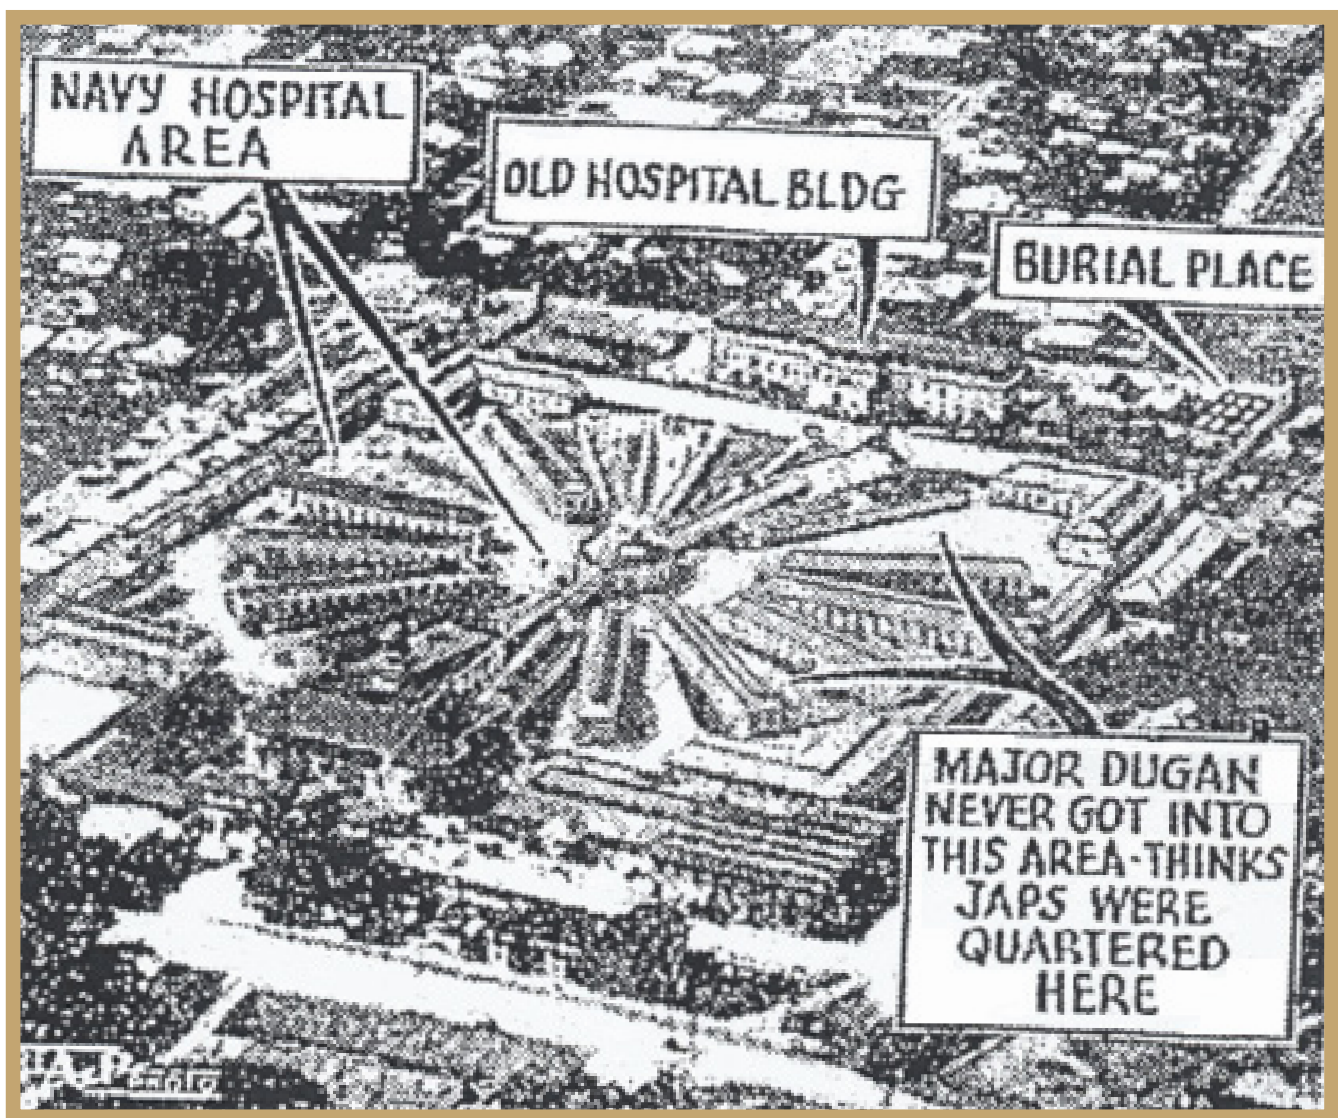 NAVY HOSPITAL
AREA
OLD HOSPITAL BLDG
BURIAL PLACE
MAJOR DUGAN
NEVER GOT INTO
THIS AREA-THINKS
JAPS WERE
QUARTERED
HERE